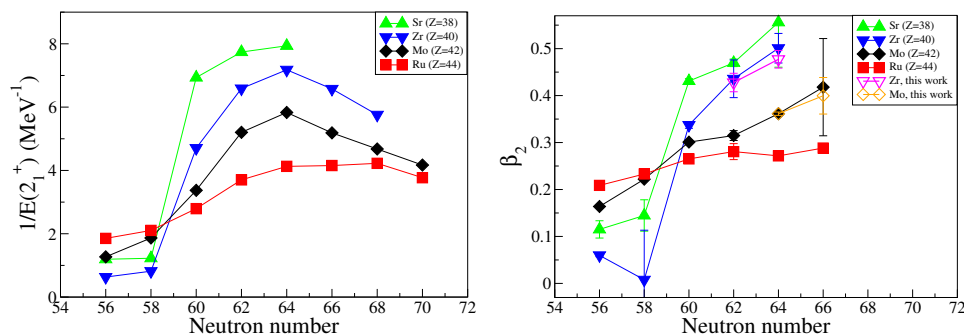 1/E(2₁⁺) (MeV⁻¹)
8
6
4
2
0
54 56 58 60 62 64 66 68 70 72
Neutron number
Sr (Z=38)
Zr (Z=40)
Mo (Z=42)
Ru (Z=44)
β₂
0.5
0.4
0.3
0.2
0.1
0
54 56 58 60 62 64 66 68 70 72
Neutron number
Sr (Z=38)
Zr (Z=40)
Mo (Z=42)
Ru (Z=44)
Zr, this work
Mo, this work